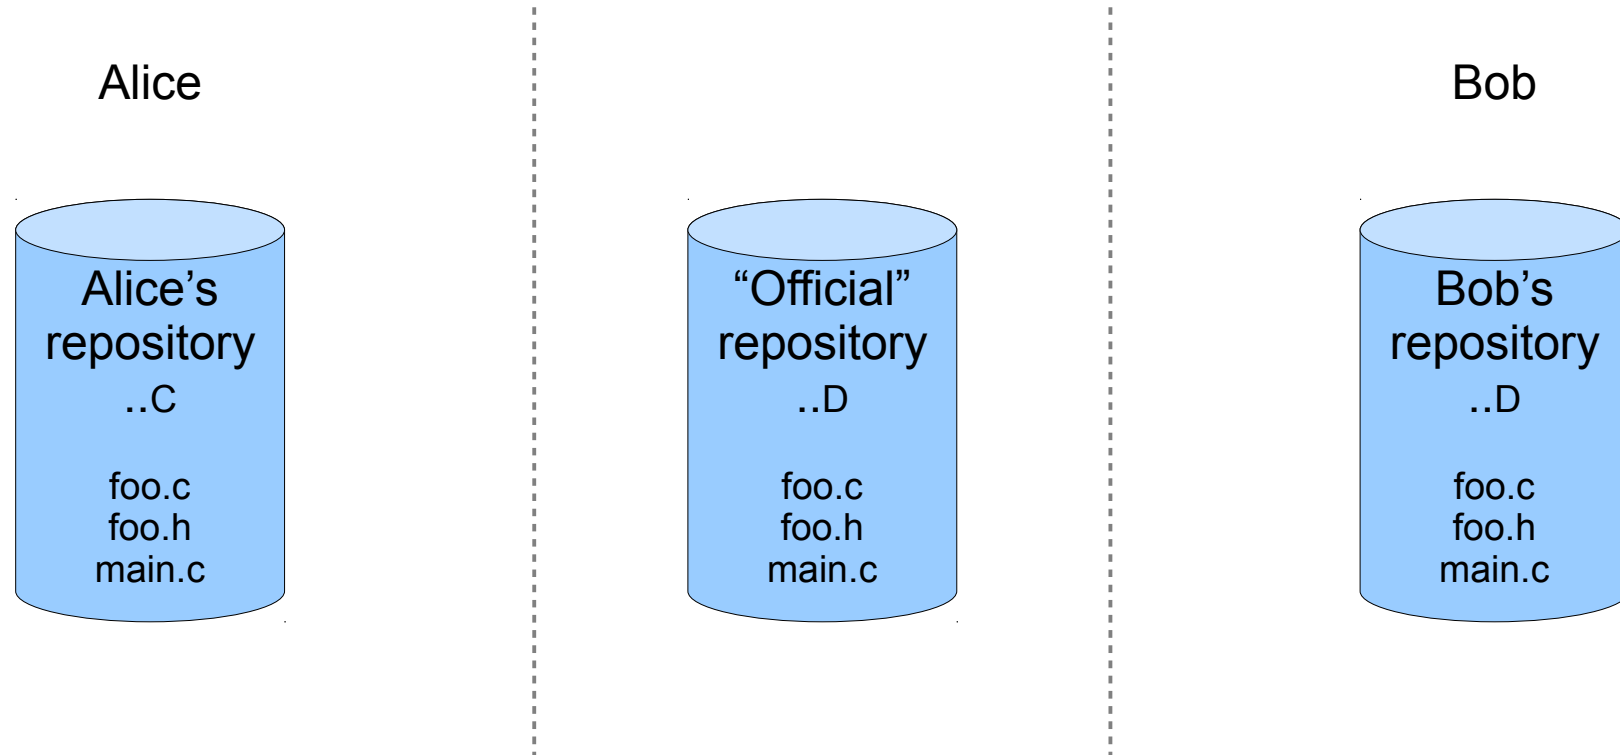 Alice
Bob
Alice’s
repository
..C
foo.c
foo.h
main.c
“Official”
repository
..D
foo.c
foo.h
main.c
Bob’s
repository
..D
foo.c
foo.h
main.c